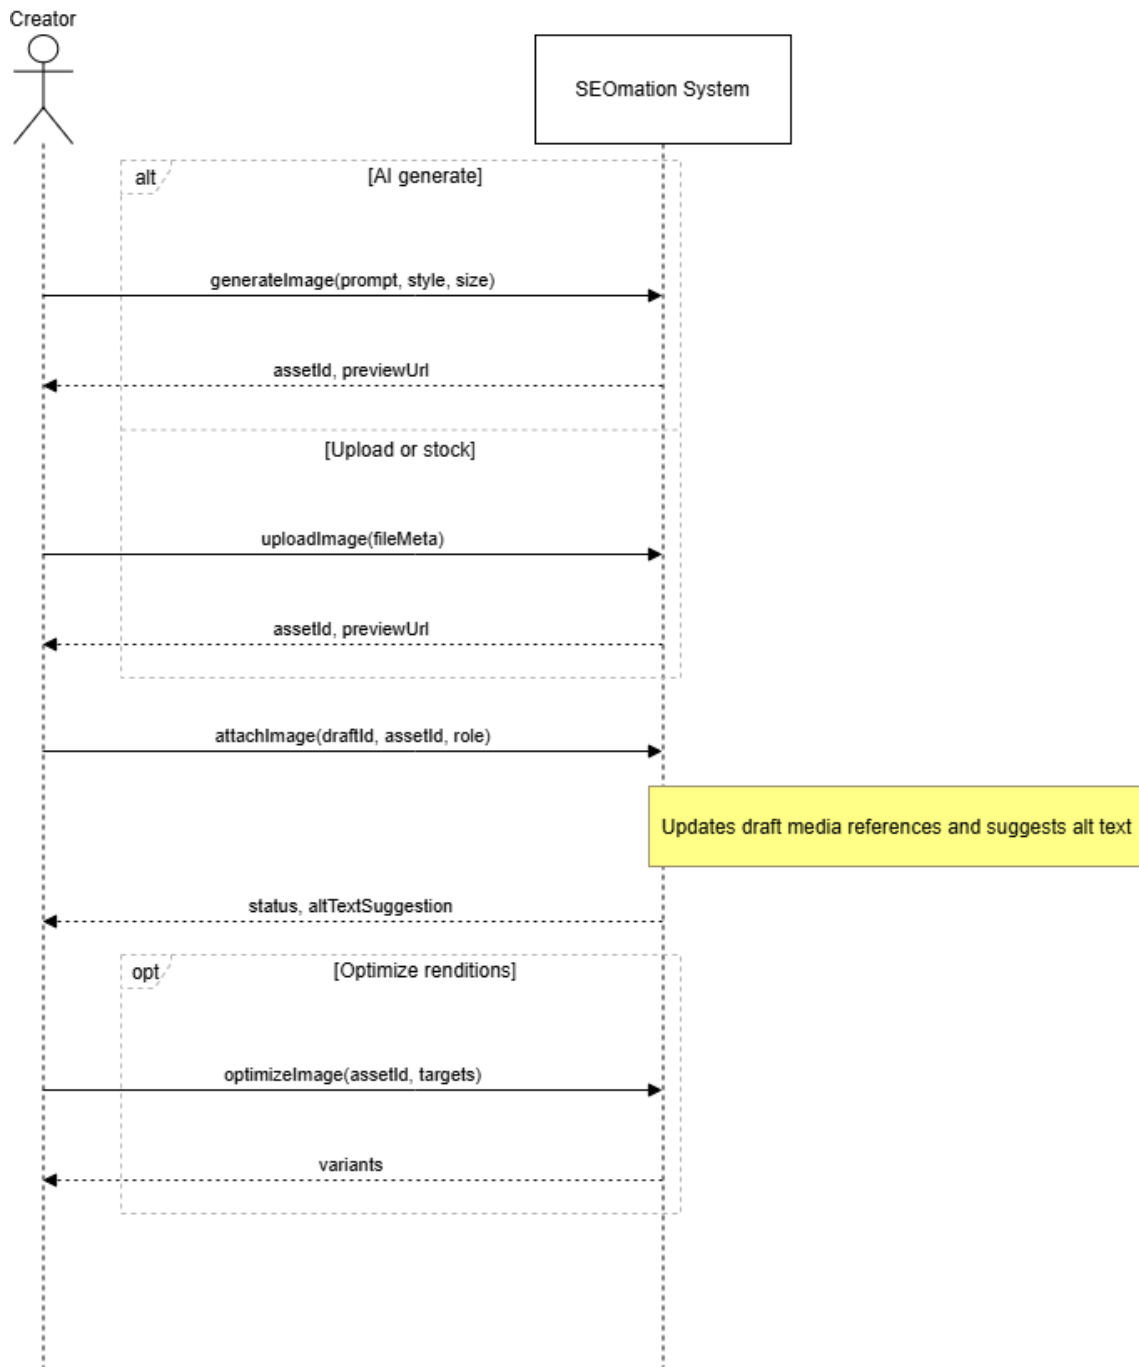 Creator
SEOmation System
alt
[AI generate]
generateImage(prompt, style, size)
assetId, previewUrl
[Upload or stock]
uploadImage(fileMeta)
assetId, previewUrl
attachImage(draftId, assetId, role)
Updates draft media references and suggests alt text
status, altTextSuggestion
opt
[Optimize renditions]
optimizeImage(assetId, targets)
variants